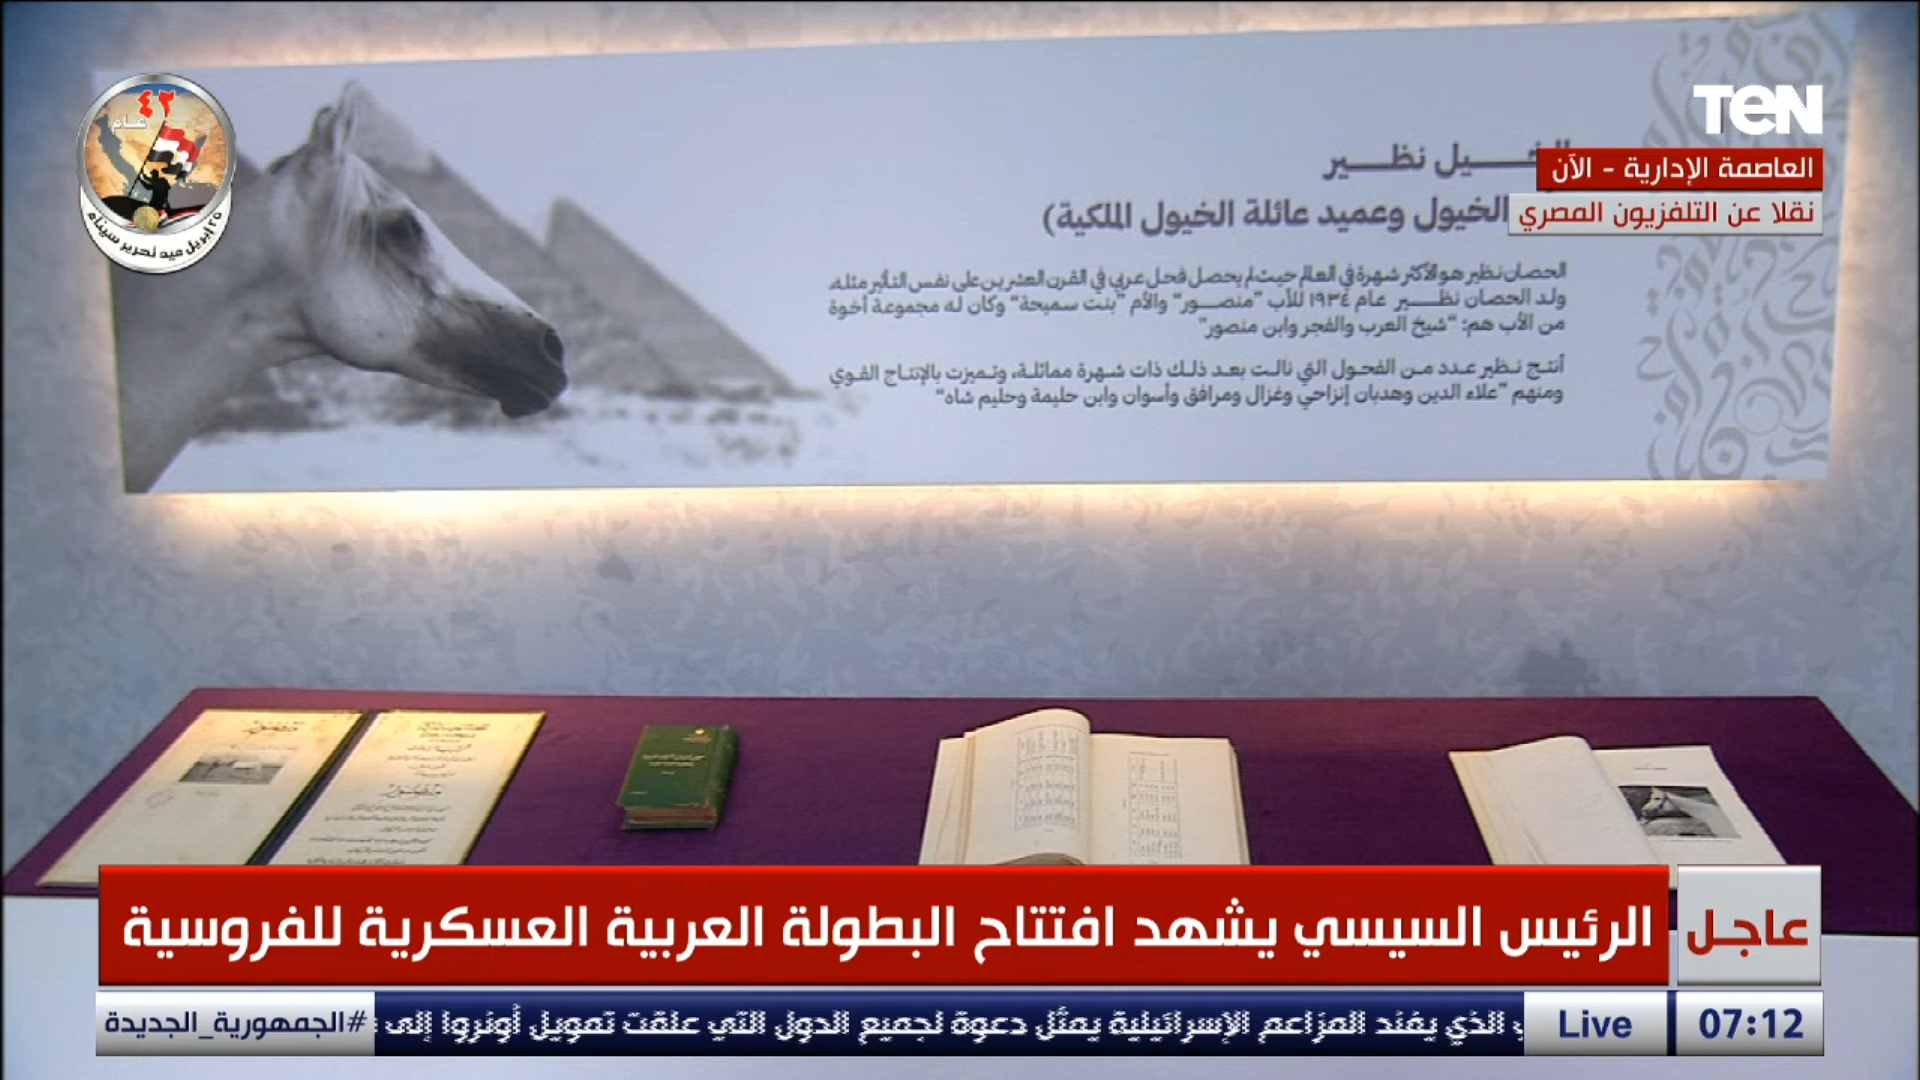 ٤٢
عام
٢٥ ابريل عيد تحرير سيناء
TEN
العاصمة الإدارية - الآن
نقلا عن التلفزيون المصري
نظير
الخيول وعميد عائلة الخيول الملكية)
الحصان نظير هو الأكثر شهرة في العالم حيث لم يحصل فحل عربي في القرن العشرين على نفس التأثير مثله.
ولد الحصان نظير عام ١٩٣٤ للأب "منصور" والأم "بنت سميحة" وكان له مجموعة أخوة
من الأب هم: "شيخ العرب والفجر وابن منصور"
أنتج نظير عدد من الفحول التي نالت بعد ذلك ذات شهرة مماثلة، وتميزت بالإنتاج القوي
ومنهم "علاء الدين وهدبان إنزاحي وغزال ومرافق وأسوان وابن حليمة وحليم شاه"
عاجل
الرئيس السيسي يشهد افتتاح البطولة العربية العسكرية للفروسية
07:12
Live
الذي يفند المزاعم الإسرائيلية يمثل دعوة لجميع الدول التي علقت تمويل أونروا إلى
#الجمهورية_الجديدة